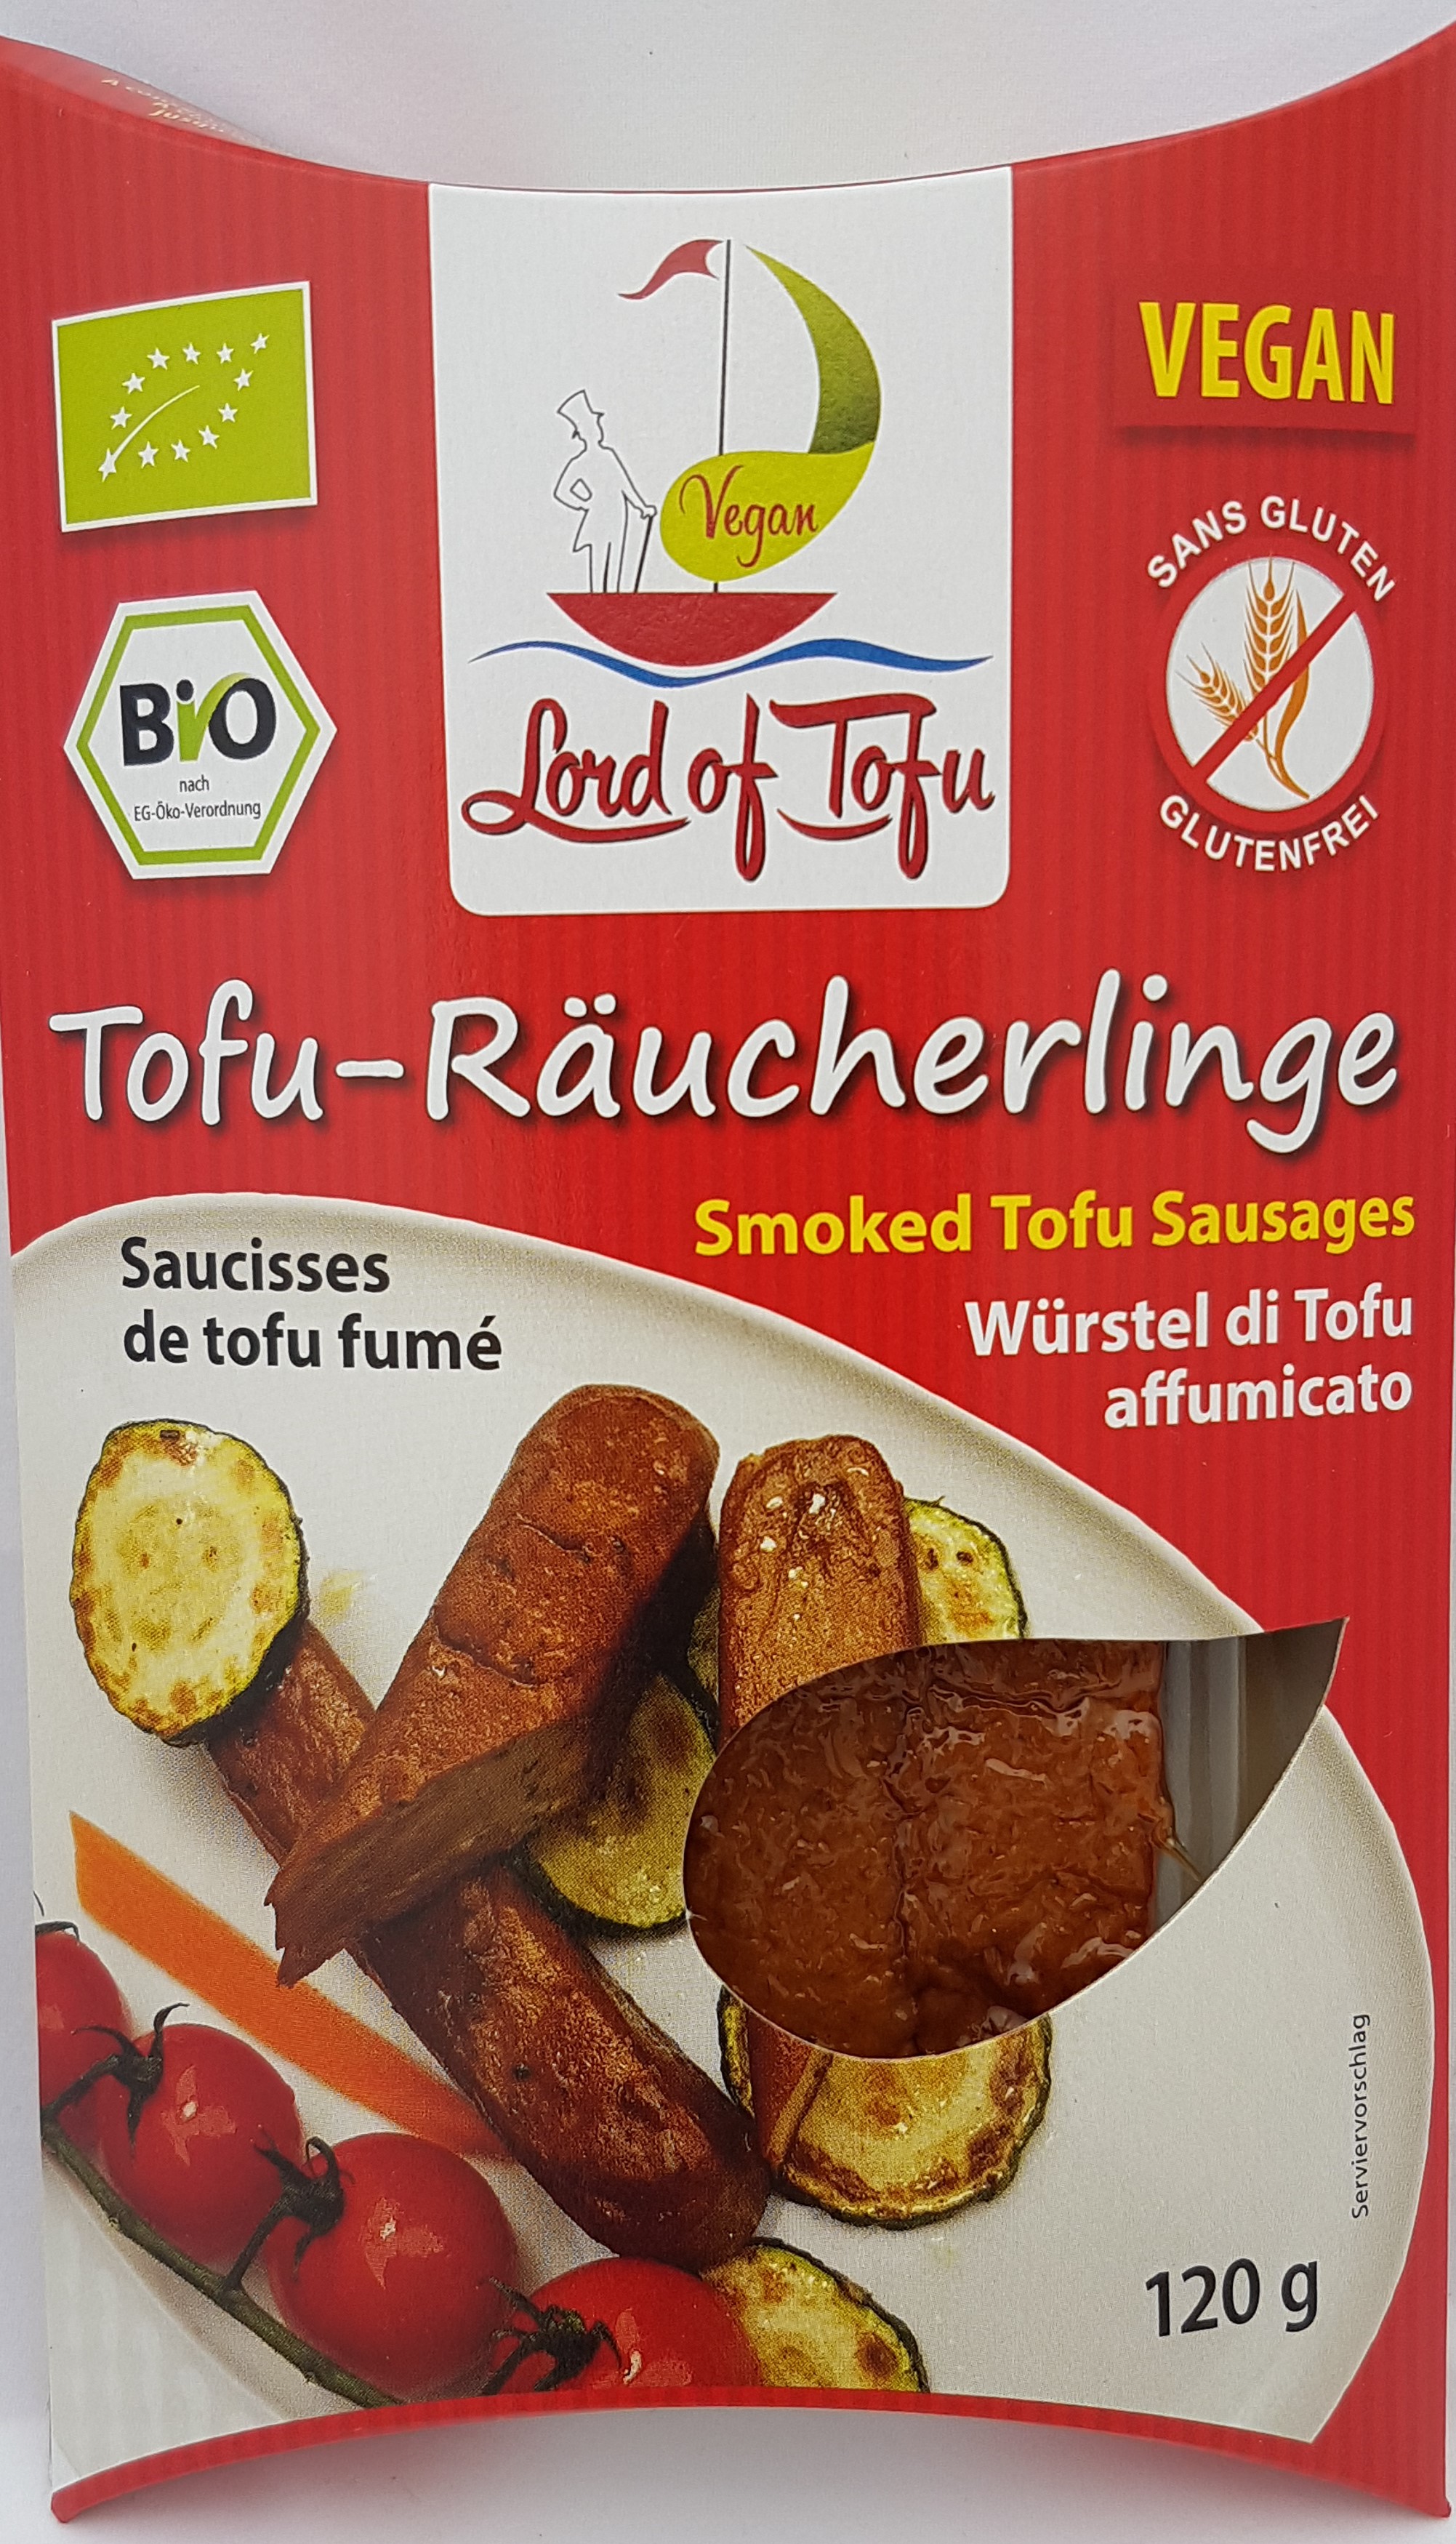 VEGAN
Vegan
SANS GLUTEN
GLUTENFREI
BiO
nach
EG-Öko-Verordnung
Lord of Tofu
Tofu-Räucherlinge
Smoked Tofu Sausages
Saucisses
de tofu fumé
Würstel di Tofu
affumicato
Serviervorschlag
120 g